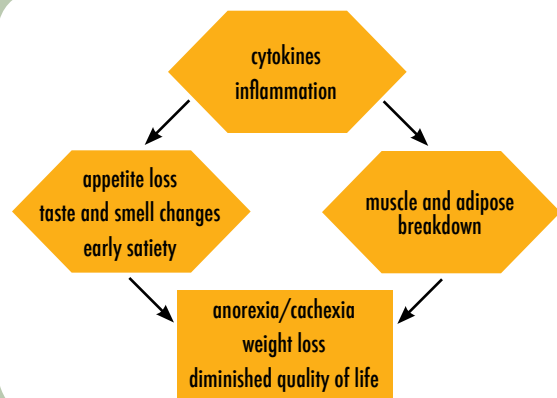 cytokines
inflammation
appetite loss
taste and smell changes
early satiety
muscle and adipose
breakdown
anorexia/cachexia
weight loss
diminished quality of life